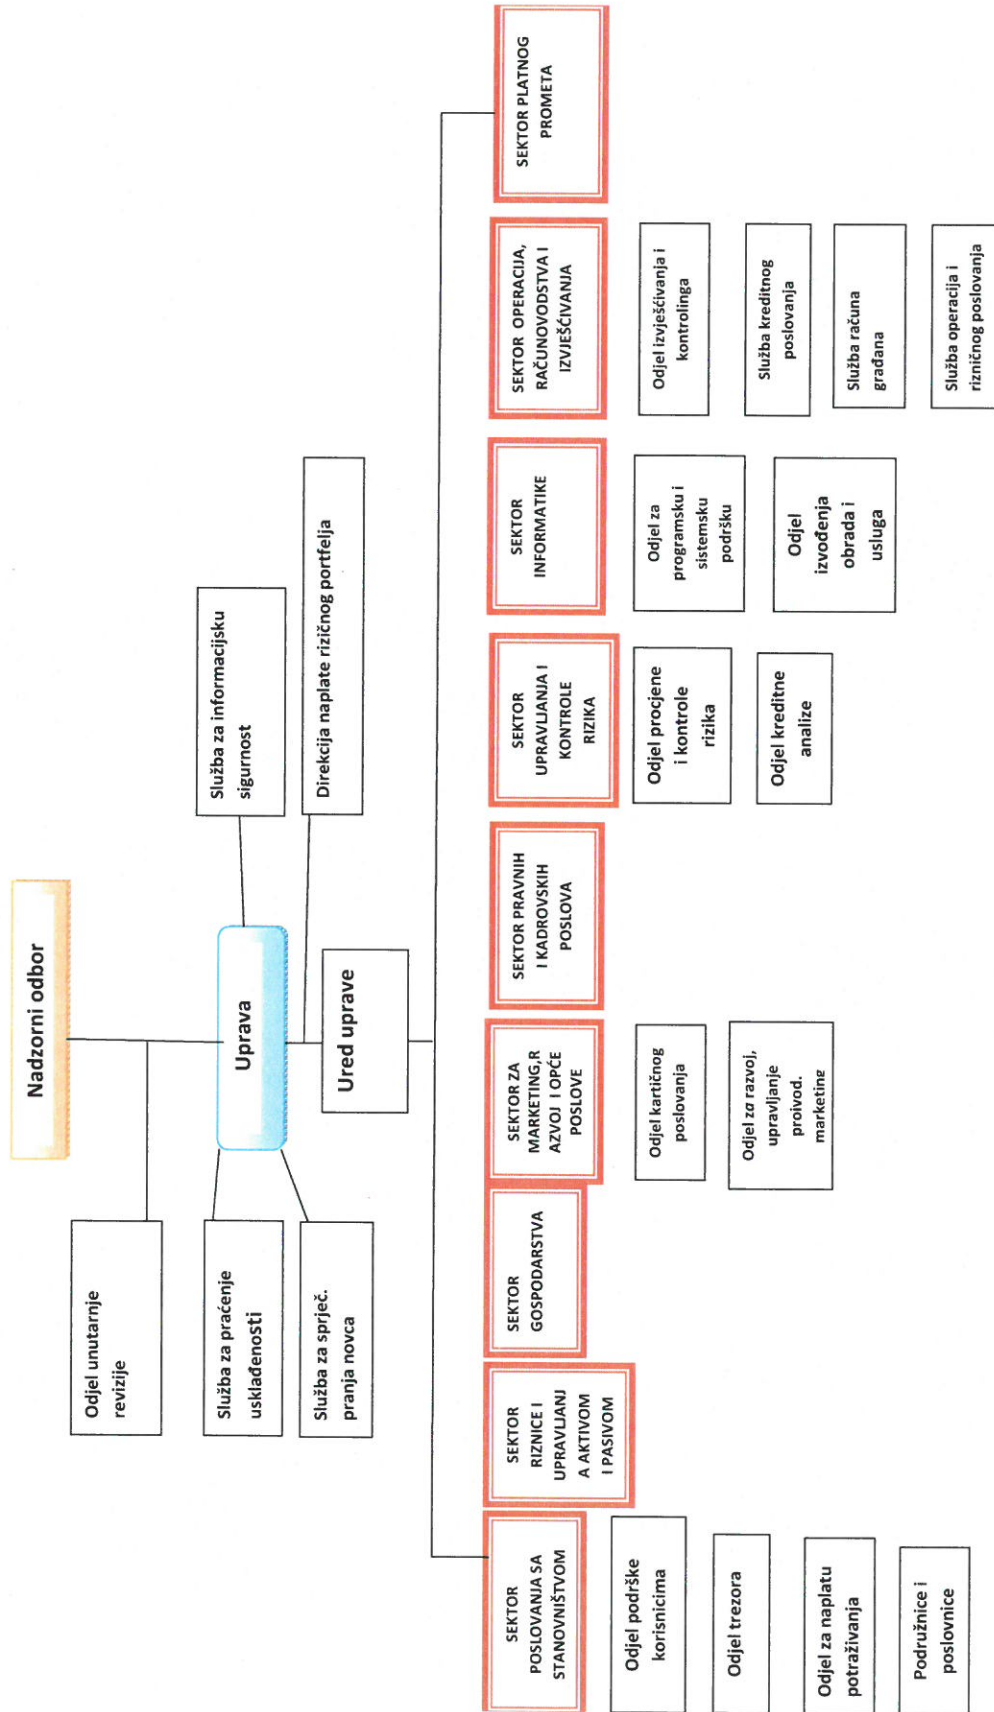 Nadzorni odbor
Odjel unutarnje
revizije
Uprava
Služba za praćenje
usklađenosti
Služba za informacijsku
sigurnost
Služba za sprječ.
pranja novca
Direkcija naplate rizičnog portfelja
Ured uprave
SEKTOR
POSLOVANJA SA
STANOVNIŠTVOM
SEKTOR
RIZNICE I
UPRAVLJANJ
A AKTIVOM
I PASIVOM
SEKTOR
GOSPODARSTVA
SEKTOR ZA
MARKETING,R
AZVOJ I OPĆE
POSLOVE
SEKTOR PRAVNIH
I KADROVSKIH
POSLOVA
SEKTOR
UPRAVLJANJA I
KONTROLE
RIZIKA
SEKTOR
INFORMATIKE
SEKTOR OPERACIJA,
RAČUNOVODSTVA I
IZVJEŠĆIVANJA
SEKTOR PLATNOG
PROMETA
Odjel podrške
korisnicima
Odjel trezora
Odjel za naplatu
potraživanja
Podružnice i
poslovnice
Odjel kartičnog
poslovanja
Odjel za razvoj,
upravljanje
proivod.
marketing
Odjel procjene
i kontrole
rizika
Odjel kreditne
analize
Odjel za
programsku i
sistemsku
podršku
Odjel
izvođenja
obrada i
usluga
Odjel izvješćivanja i
kontrolinga
Služba kreditnog
poslovanja
Služba računa
građana
Služba operacija i
rizničnog poslovanja